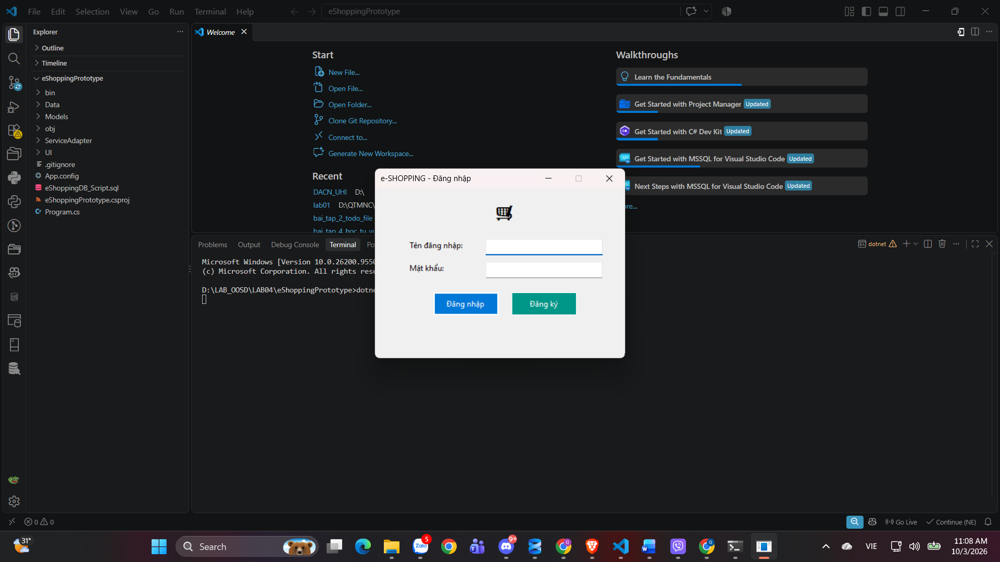 File Edit Selection View Go Run Terminal Help
eShoppingPrototype
Explorer
Outline
Timeline
eShoppingPrototype
bin
Data
Models
obj
ServiceAdapter
UI
.gitignore
App.config
eShoppingDB_Script.sql
eShoppingPrototype.csproj
Program.cs
Welcome
Start
New File...
Open File...
Open Folder...
Clone Git Repository...
Connect to...
Generate New Workspace...
Recent
DACN_UHI D:\
lab01 D:\QTMNC\
bai_tap_2_todo_file
Walkthroughs
Learn the Fundamentals
Get Started with Project Manager Updated
Get Started with C# Dev Kit Updated
Get Started with MSSQL for Visual Studio Code Updated
Next Steps with MSSQL for Visual Studio Code Updated
e-SHOPPING - Đăng nhập
Tên đăng nhập:
Mật khẩu:
Đăng nhập Đăng ký
Problems Output Debug Console Terminal
dotnet
Microsoft Windows [Version 10.0.26200.955
(c) Microsoft Corporation. All rights
D:\LAB_OOSD\LAB04\eShoppingPrototype>
0 0
Go Live
Continue (NE)
31°
Search
Zalo
5
9+
VIE
11:08 AM
10/3/2026